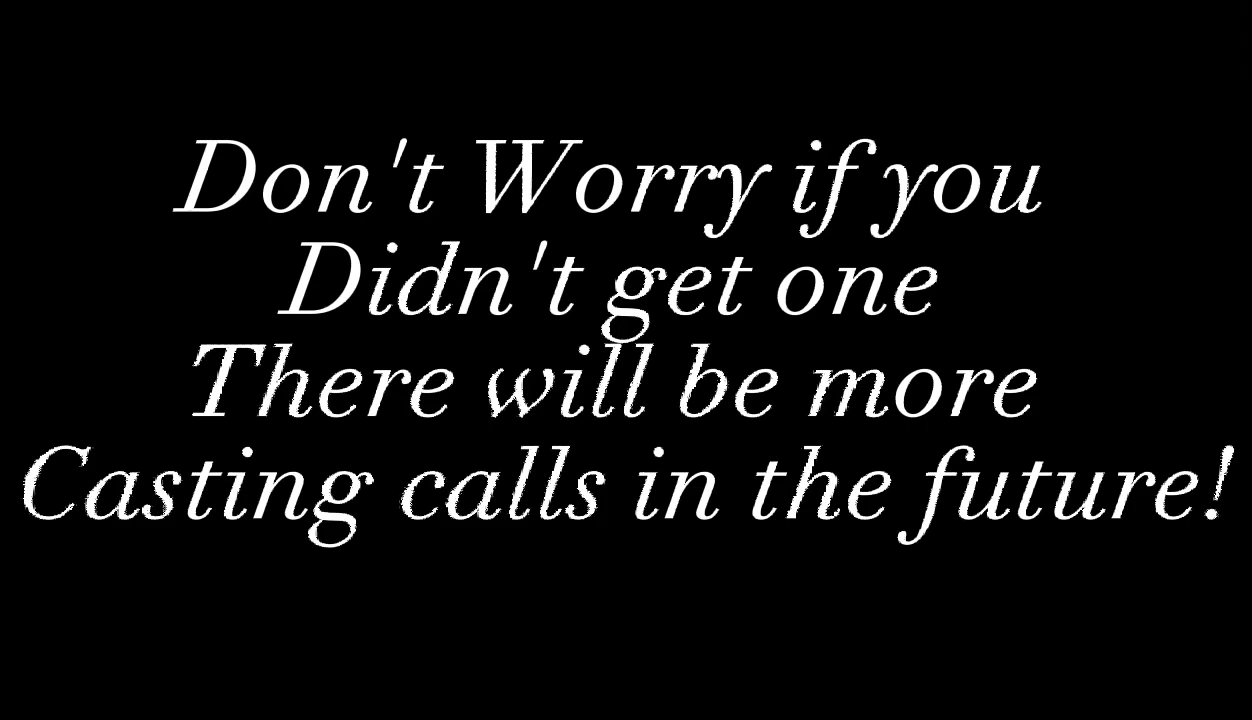 Don't Worry if you
Didn't get one
There will be more
Casting calls in the future!